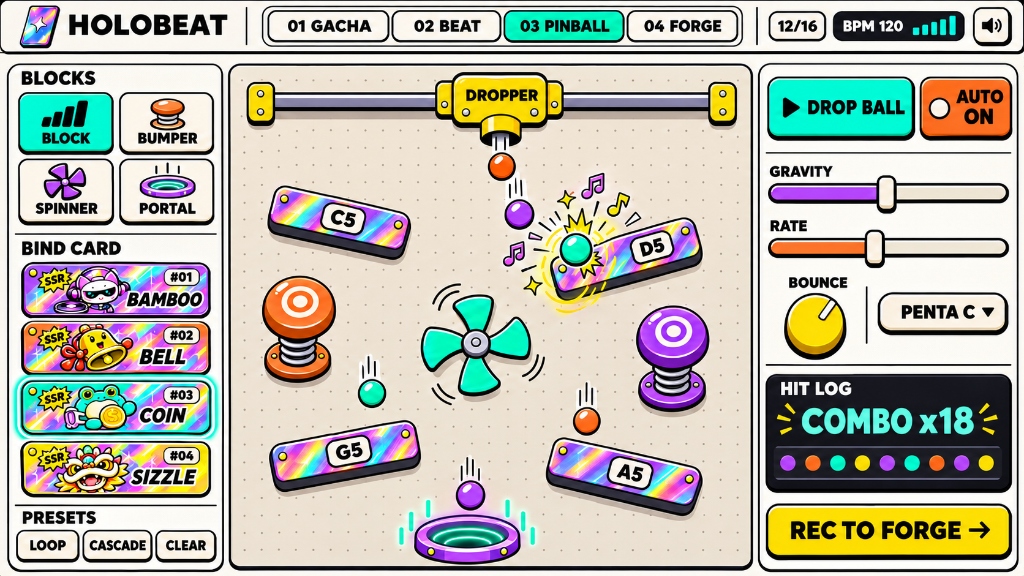 HOLOBEAT
01 GACHA
02 BEAT
03 PINBALL
04 FORGE
12/16
BPM 120
BLOCKS
BLOCK
BUMPER
SPINNER
PORTAL
BIND CARD
SSR
#01
BAMBOO
SSR
#02
BELL
SSR
#03
COIN
SSR
#04
SIZZLE
PRESETS
LOOP
CASCADE
CLEAR
DROPPER
C5
D5
G5
A5
DROP BALL
AUTO
ON
GRAVITY
RATE
BOUNCE
PENTA C
HIT LOG
COMBO x18
REC TO FORGE →